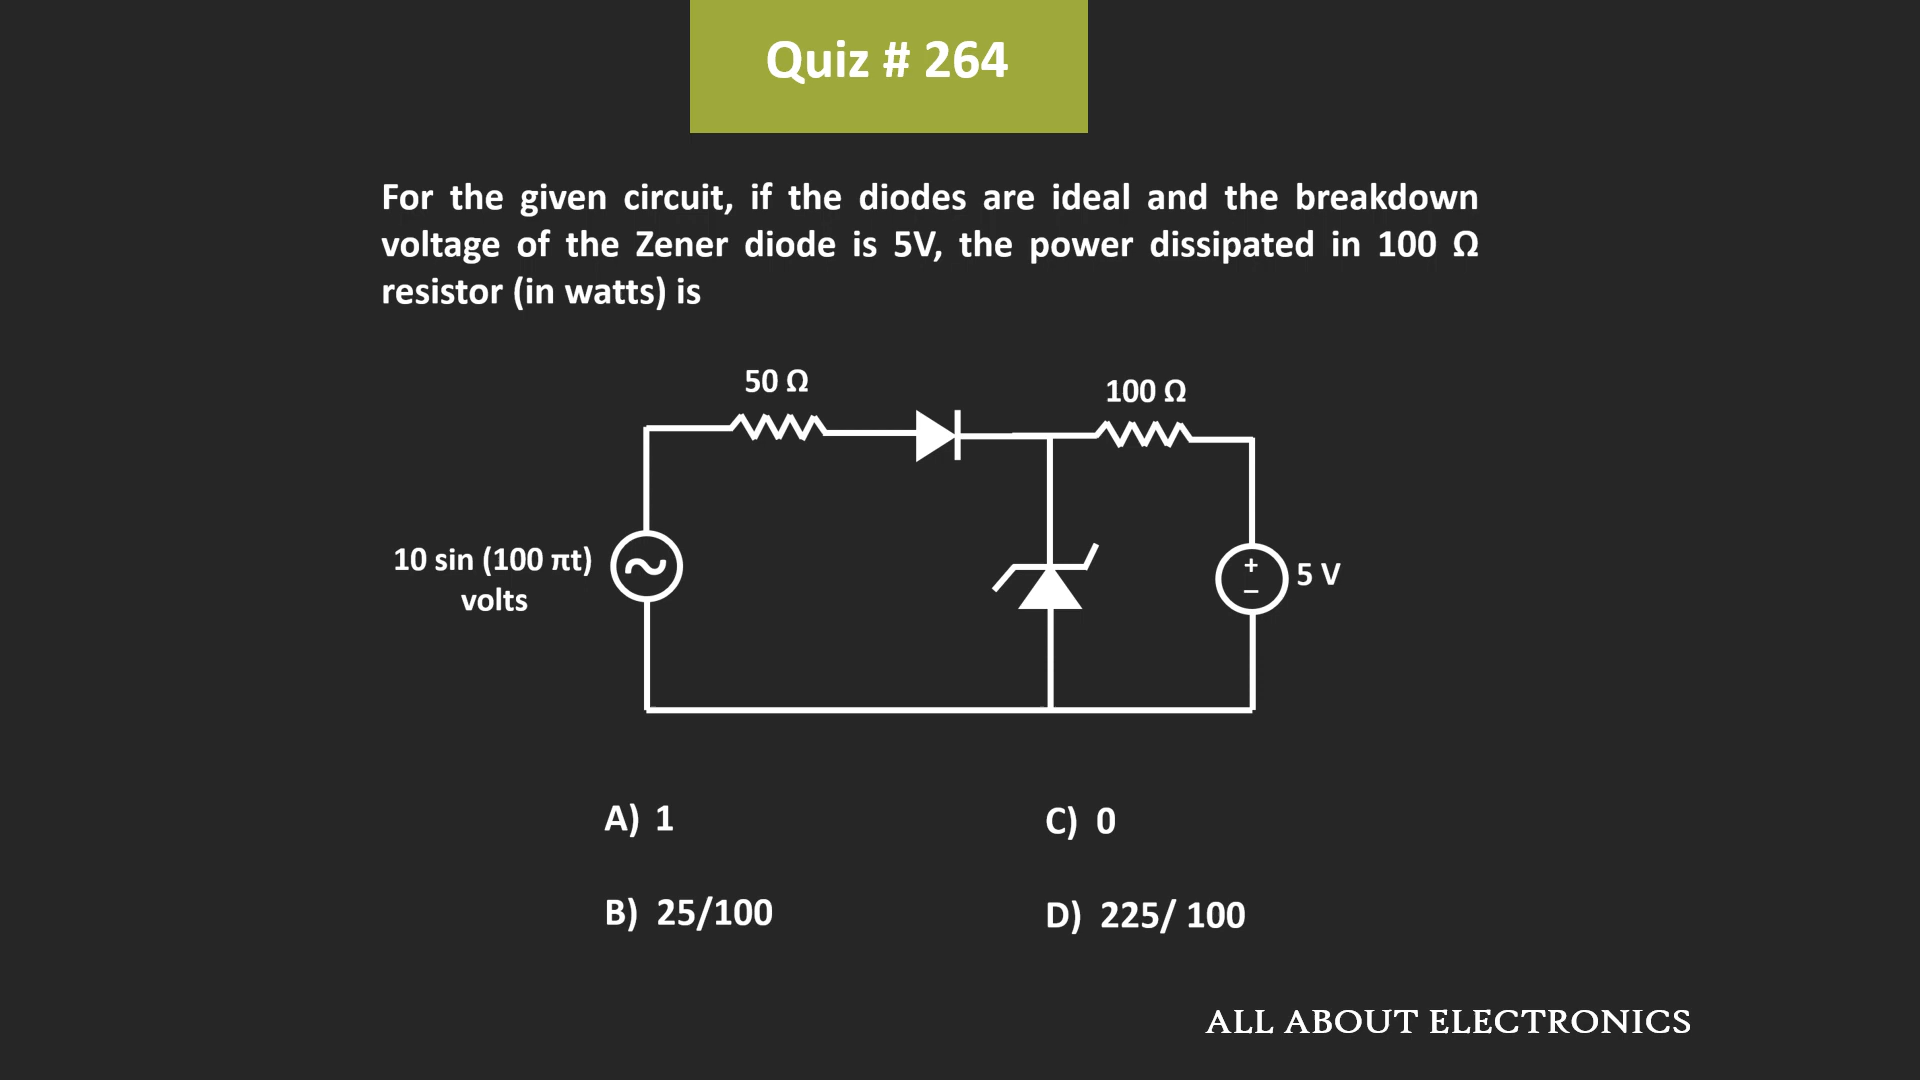 Quiz # 264
For the given circuit, if the diodes are ideal and the breakdown
voltage of the Zener diode is 5V, the power dissipated in 100 Ω
resistor (in watts) is
50 Ω
100 Ω
10 sin (100 πt)
volts
+
−
5 V
A) 1
C) 0
B) 25/100
D) 225/ 100
ALL ABOUT ELECTRONICS